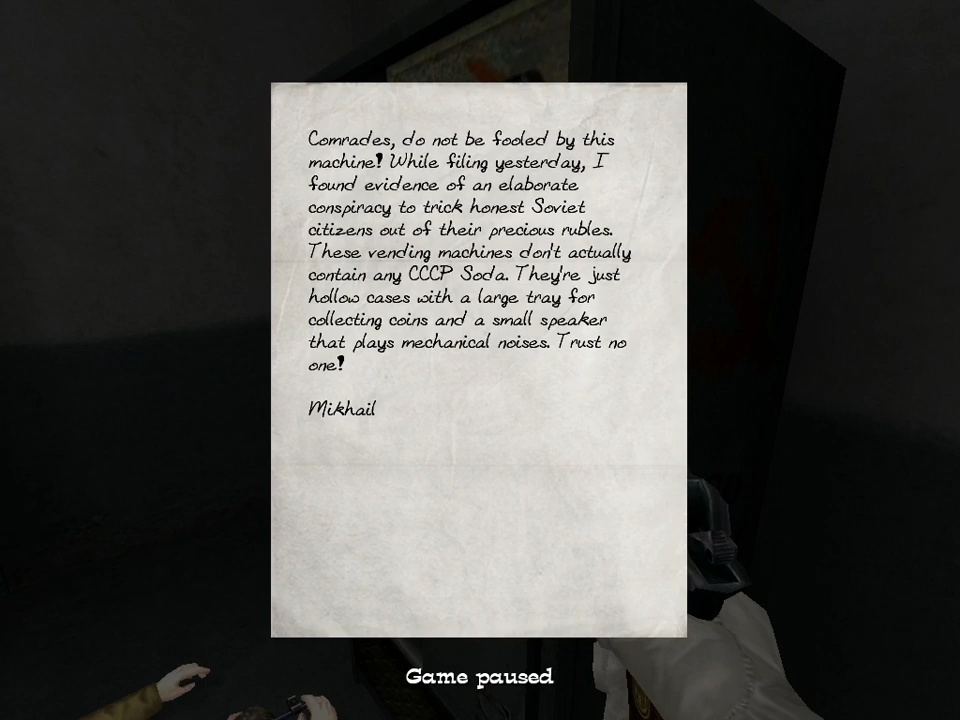 Comrades, do not be fooled by this
machine! While filing yesterday, I
found evidence of an elaborate
conspiracy to trick honest Soviet
citizens out of their precious rubles.
These vending machines don't actually
contain any CCCP Soda. They're just
hollow cases with a large tray for
collecting coins and a small speaker
that plays mechanical noises. Trust no
one!
Mikhail
Game paused